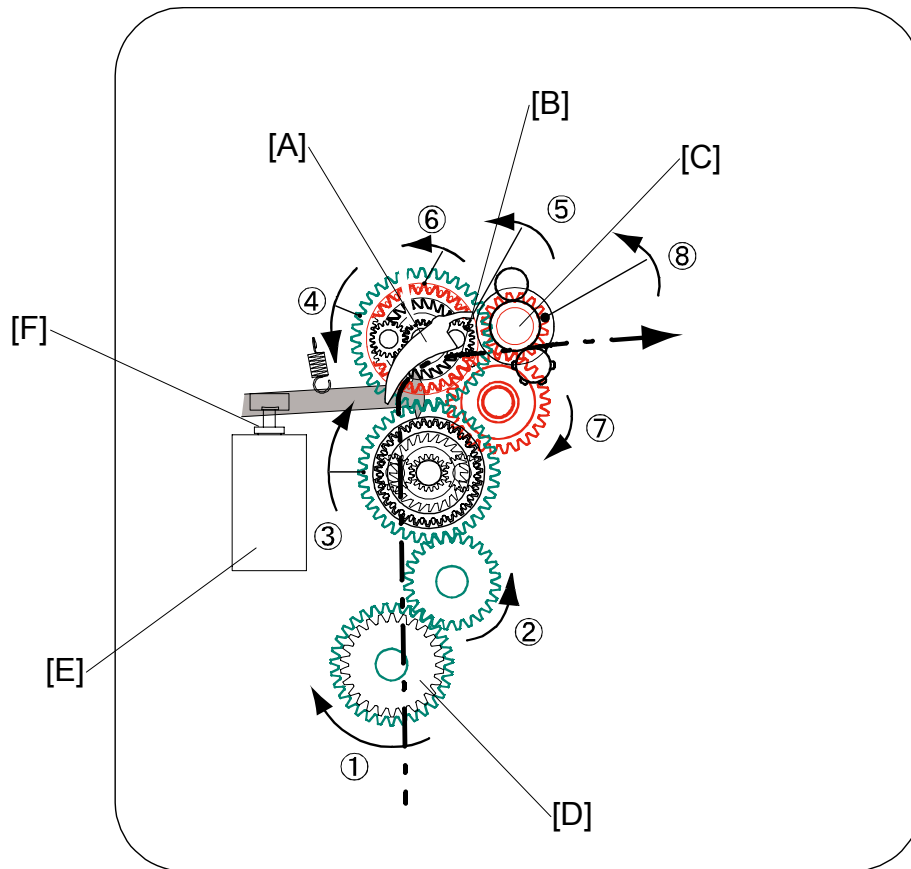 [B]
[A]
[C]
⑤
⑥
⑧
④
[F]
⑦
③
②
[E]
①
[D]